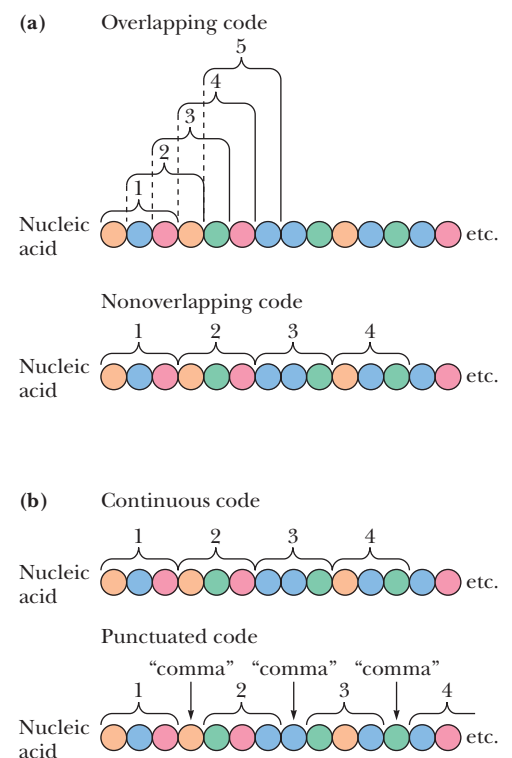 (a) Overlapping code
5
4
3
2
1
Nucleic
acid
etc.
Nonoverlapping code
1 2 3 4
Nucleic
acid
etc.
(b) Continuous code
1 2 3 4
Nucleic
acid
etc.
Punctuated code
“comma” “comma” “comma”
1 2 3 4
Nucleic
acid
etc.